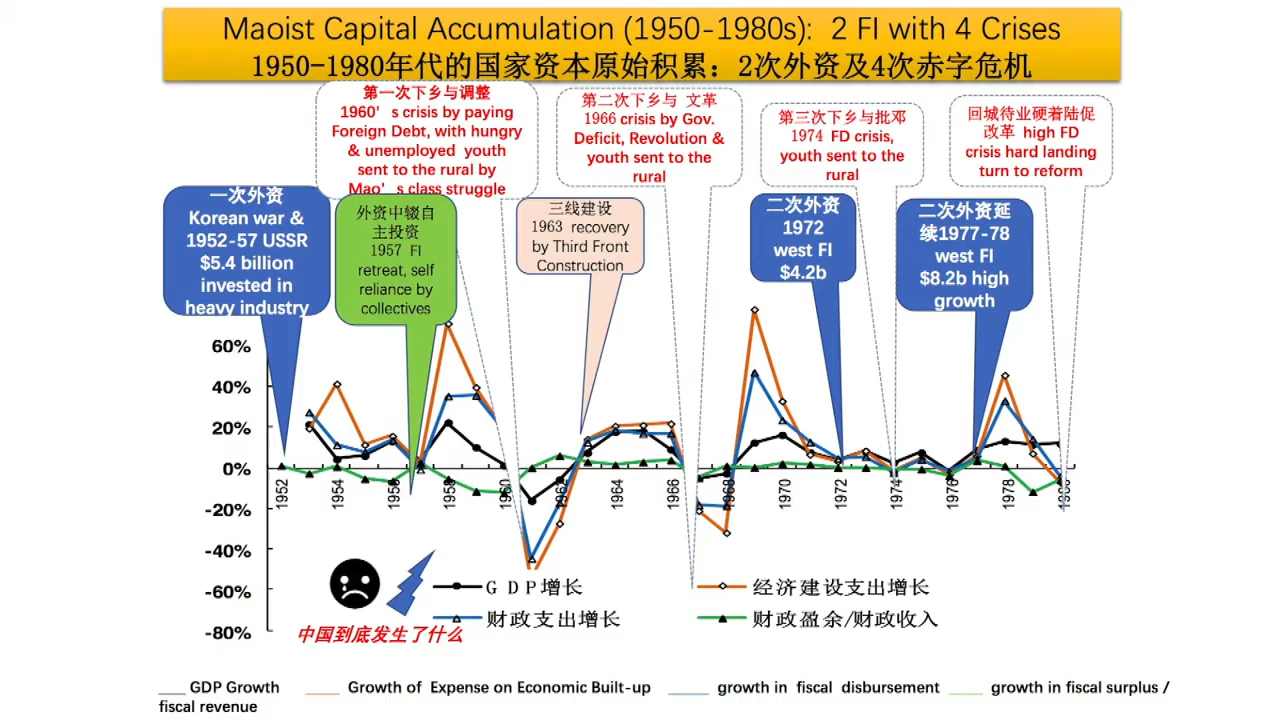 Maoist Capital Accumulation (1950-1980s): 2 FI with 4 Crises
1950-1980年代的国家资本原始积累：2次外资及4次赤字危机
第一次下乡与调整
1960’s crisis by paying
Foreign Debt, with hungry
& unemployed youth
sent to the rural by
Mao’s class struggle
第二次下乡与 文革
1966 crisis by Gov.
Deficit, Revolution &
youth sent to the
rural
第三次下乡与批邓
1974 FD crisis,
youth sent to the
rural
回城待业硬着陆促
改革 high FD
crisis hard landing
turn to reform
一次外资
Korean war &
1952-57 USSR
$5.4 billion
invested in
heavy industry
外资中辍自
主投资
1957 FI
retreat, self
reliance by
collectives
三线建设
1963 recovery
by Third Front
Construction
二次外资
1972
west FI
$4.2b
二次外资延
续1977-78
west FI
$8.2b high
growth
60%
40%
20%
0%
-20%
-40%
-60%
-80%
1952
1954
1956
1958
1960
1962
1964
1966
1968
1970
1972
1974
1976
1978
中国到底发生了什么
GDP增长
经济建设支出增长
财政支出增长
财政盈余/财政收入
___ GDP Growth ____ Growth of Expense on Economic Built-up ____ growth in fiscal disbursement ____ growth in fiscal surplus /
fiscal revenue